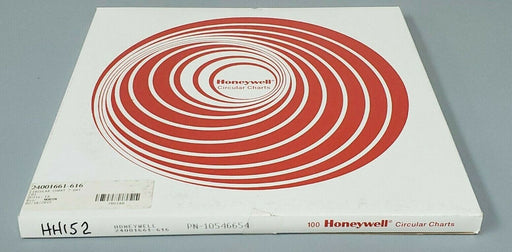 Honeywell
Circular Charts
24001661-616
HH152
HONEYWELL
24001661-616
PN-10546654
100 Honeywell Circular Charts